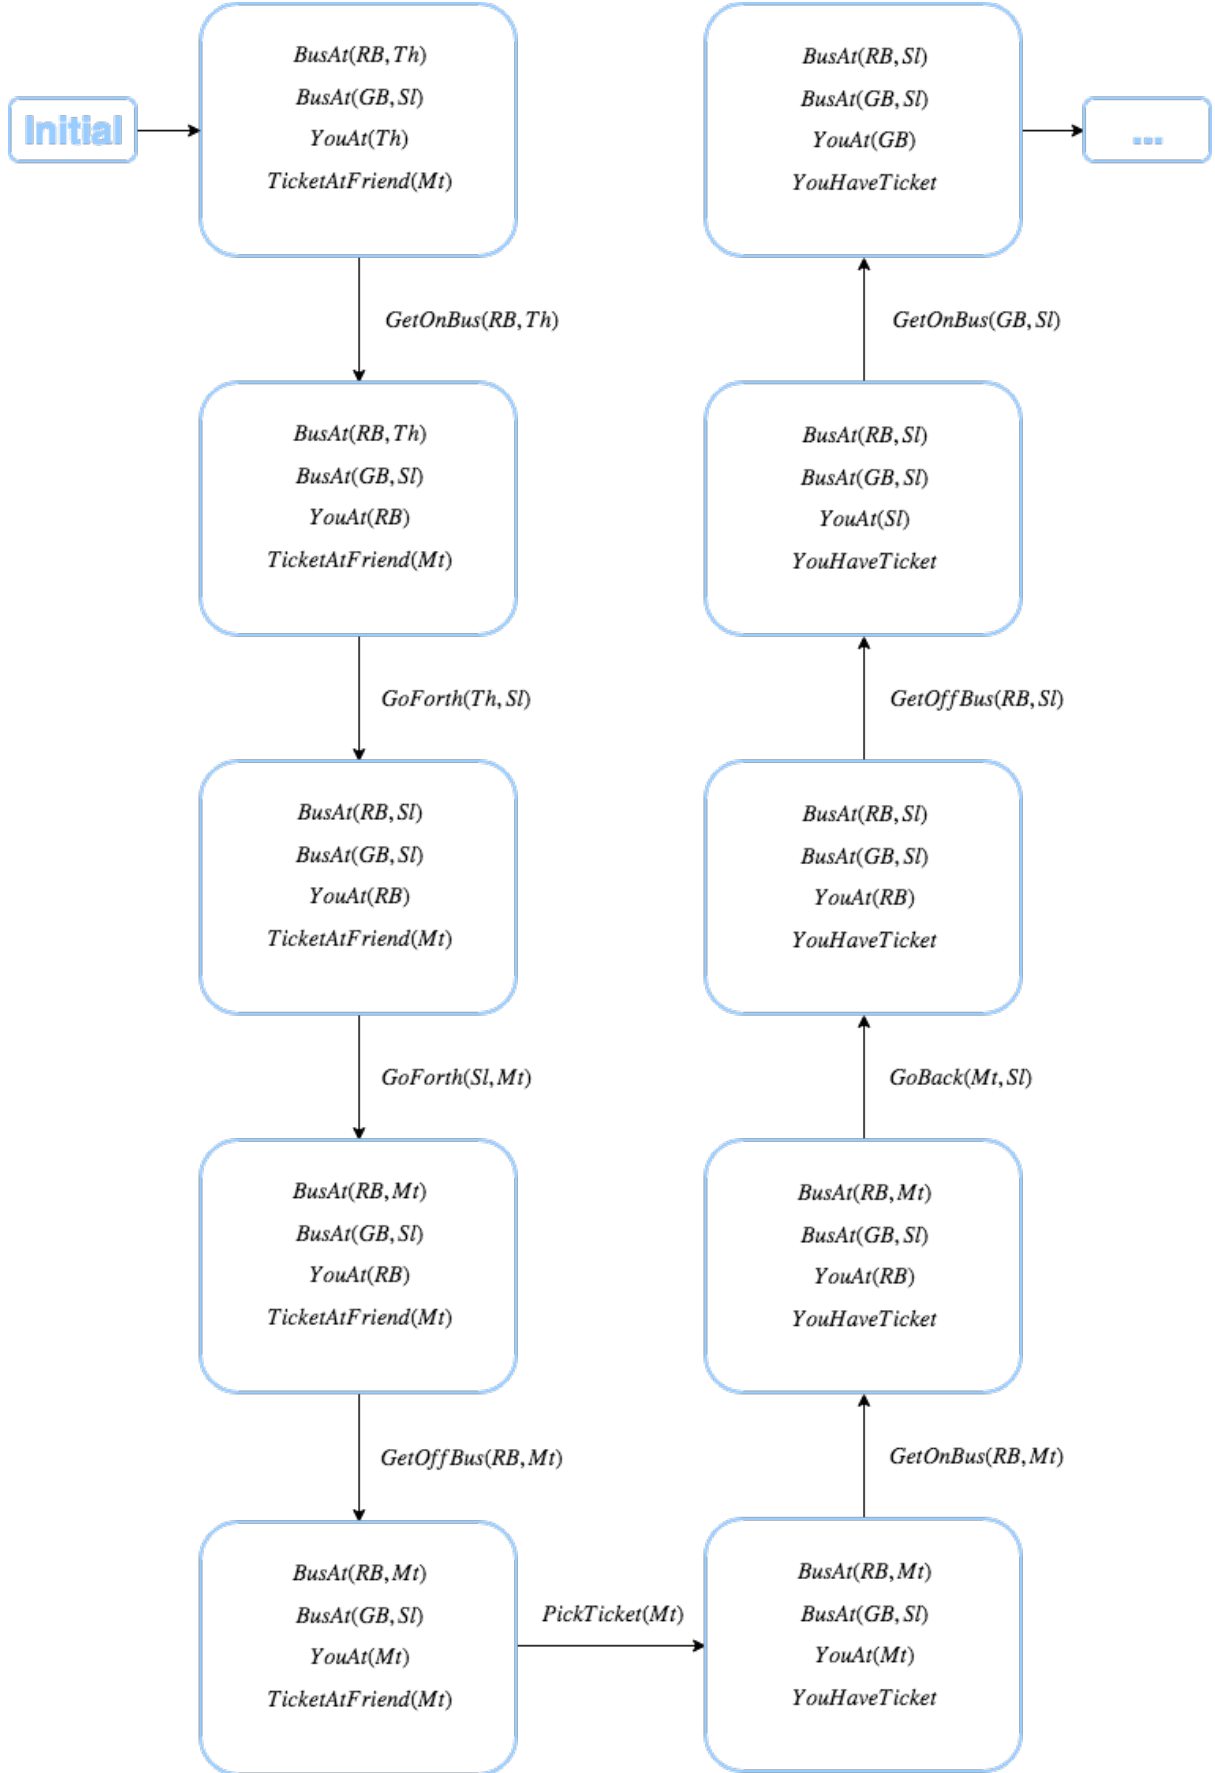 Initial
BusAt(RB, Th)
BusAt(GB, Sl)
YouAt(Th)
TicketAtFriend(Mt)
GetOnBus(RB, Th)
BusAt(RB, Th)
BusAt(GB, Sl)
YouAt(RB)
TicketAtFriend(Mt)
GoForth(Th, Sl)
BusAt(RB, Sl)
BusAt(GB, Sl)
YouAt(RB)
TicketAtFriend(Mt)
GoForth(Sl, Mt)
BusAt(RB, Mt)
BusAt(GB, Sl)
YouAt(RB)
TicketAtFriend(Mt)
GetOffBus(RB, Mt)
BusAt(RB, Mt)
BusAt(GB, Sl)
YouAt(Mt)
TicketAtFriend(Mt)
PickTicket(Mt)
BusAt(RB, Mt)
BusAt(GB, Sl)
YouAt(Mt)
YouHaveTicket
GetOnBus(RB, Mt)
BusAt(RB, Mt)
BusAt(GB, Sl)
YouAt(RB)
YouHaveTicket
GoBack(Mt, Sl)
BusAt(RB, Sl)
BusAt(GB, Sl)
YouAt(RB)
YouHaveTicket
GetOffBus(RB, Sl)
BusAt(RB, Sl)
BusAt(GB, Sl)
YouAt(Sl)
YouHaveTicket
GetOnBus(GB, Sl)
BusAt(RB, Sl)
BusAt(GB, Sl)
YouAt(GB)
YouHaveTicket
...